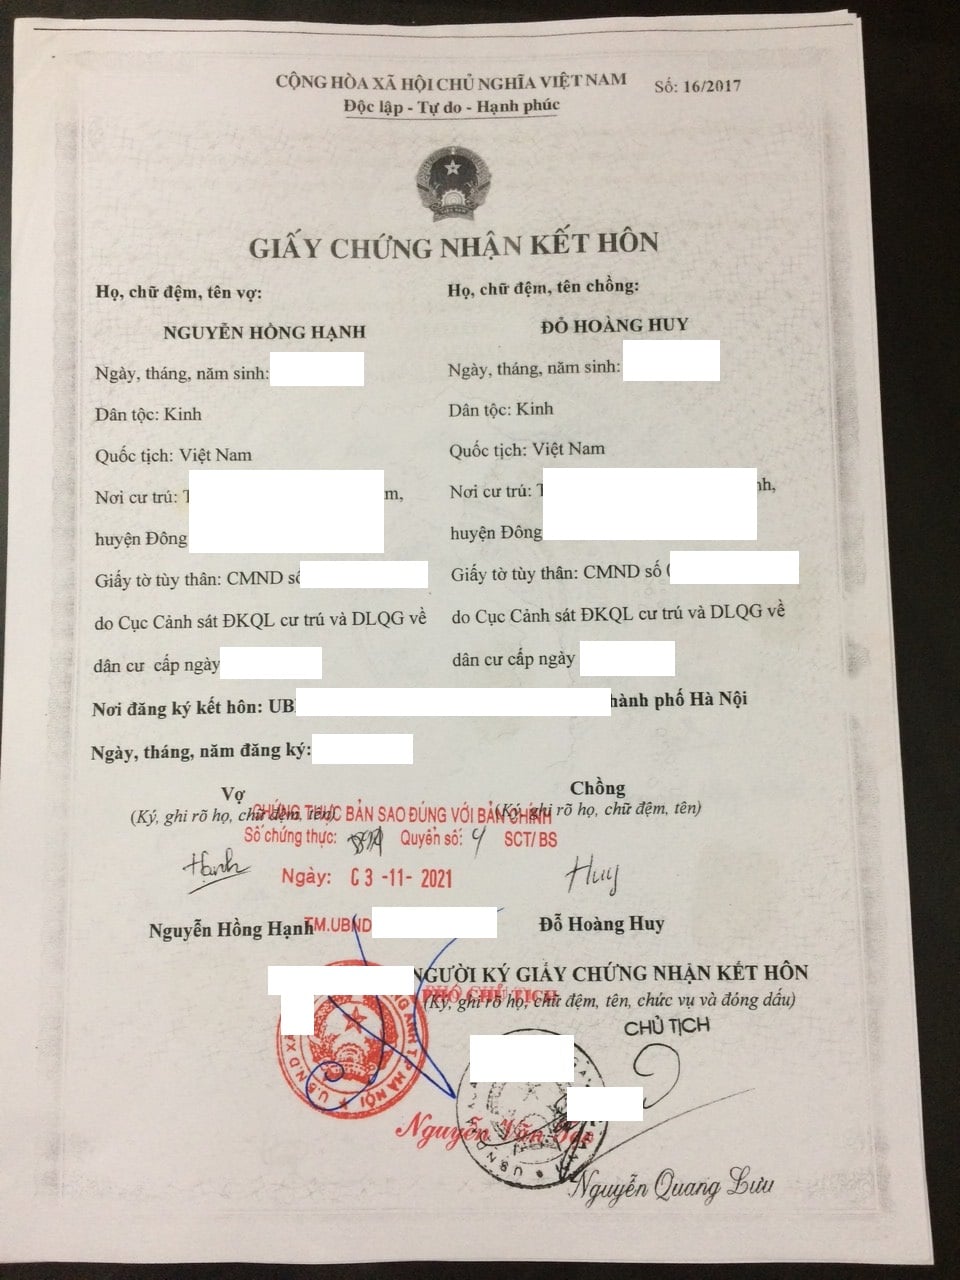 CỘNG HÒA XÃ HỘI CHỦ NGHĨA VIỆT NAM
Số: 16/2017
Độc lập - Tự do - Hạnh phúc
VIỆT NAM
GIẤY CHỨNG NHẬN KẾT HÔN
Họ, chữ đệm, tên vợ:
NGUYỄN HỒNG HẠNH
Ngày, tháng, năm sinh:
Dân tộc: Kinh
Quốc tịch: Việt Nam
Nơi cư trú:
huyện Đông
Giấy tờ tùy thân: CMND số
do Cục Cảnh sát ĐKQL cư trú và DLQG về
dân cư cấp ngày
Họ, chữ đệm, tên chồng:
ĐỖ HOÀNG HUY
Ngày, tháng, năm sinh:
Dân tộc: Kinh
Quốc tịch: Việt Nam
Nơi cư trú:
huyện Đông
Giấy tờ tùy thân: CMND số
do Cục Cảnh sát ĐKQL cư trú và DLQG về
dân cư cấp ngày
Nơi đăng ký kết hôn: thành phố Hà Nội
Ngày, tháng, năm đăng ký:
Vợ
(Ký, ghi rõ họ, chữ đệm, tên)
Hạnh
Nguyễn Hồng Hạnh
Chồng
(Ký, ghi rõ họ, chữ đệm, tên)
Huy
Đỗ Hoàng Huy
CHỨNG THỰC BẢN SAO ĐÚNG VỚI BẢN CHÍNH
Số chứng thực: Quyển số: 4 SCT/ BS
Ngày: 03 -11- 2021
TM.UBND
PHÓ CHỦ TỊCH
NGƯỜI KÝ GIẤY CHỨNG NHẬN KẾT HÔN
(Ký, ghi rõ họ, chữ đệm, tên, chức vụ và đóng dấu)
CHỦ TỊCH
U.B.N.D XÃ
ANH T.P HÀ NỘI
Nguyễn Văn
Nguyễn Quang Lưu